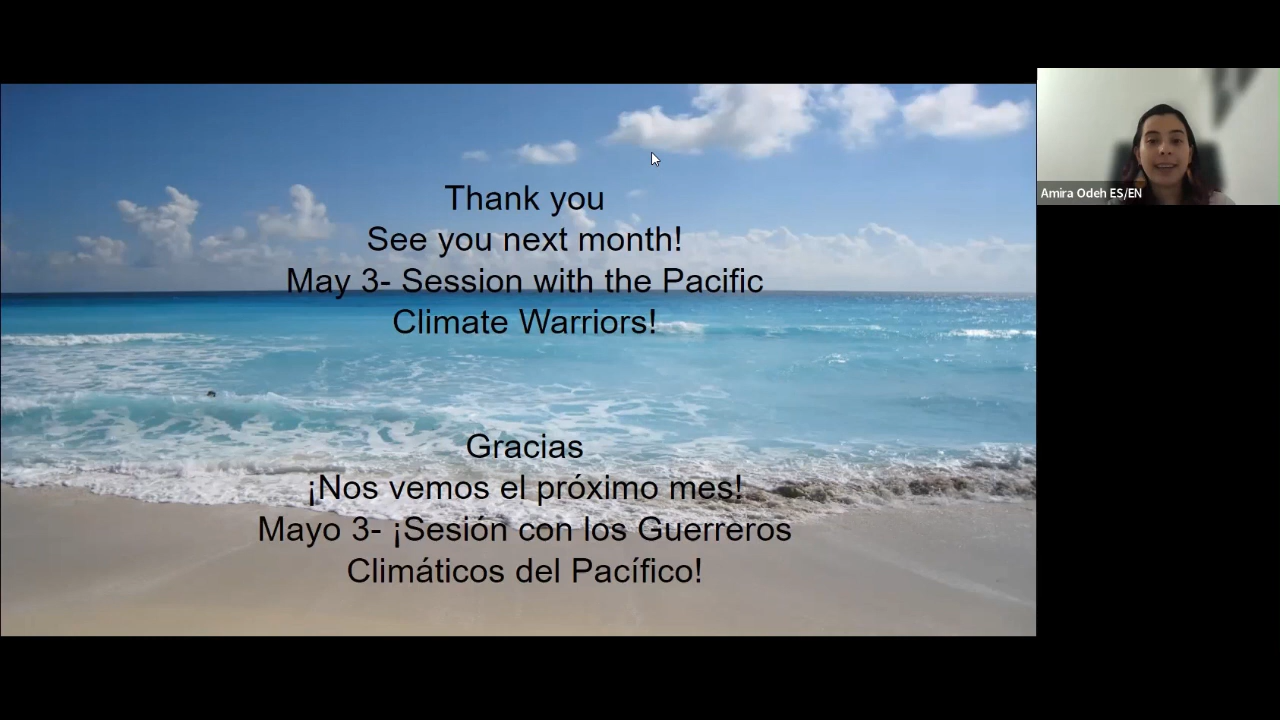 Thank you
See you next month!
May 3- Session with the Pacific
Climate Warriors!
Gracias
¡Nos vemos el próximo mes!
Mayo 3- ¡Sesión con los Guerreros
Climáticos del Pacífico!
Amira Odeh ES/EN